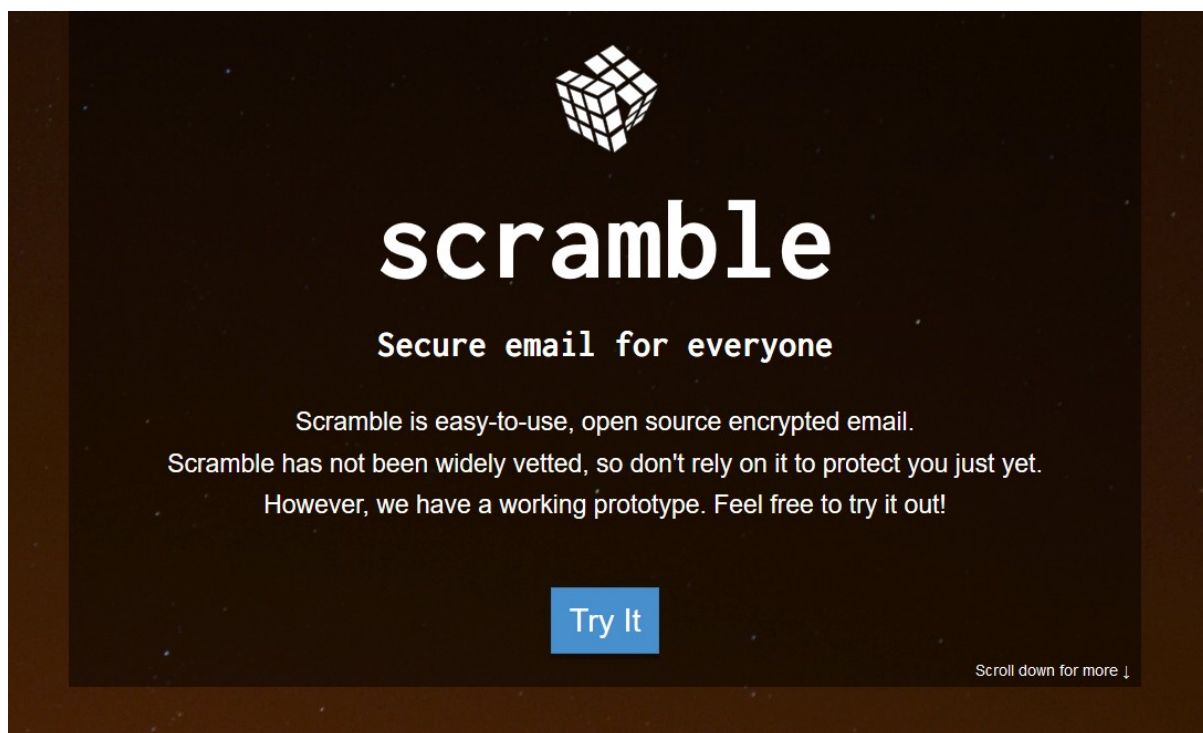 scramble
Secure email for everyone
Scramble is easy-to-use, open source encrypted email.
Scramble has not been widely vetted, so don't rely on it to protect you just yet.
However, we have a working prototype. Feel free to try it out!
Try It
Scroll down for more ↓